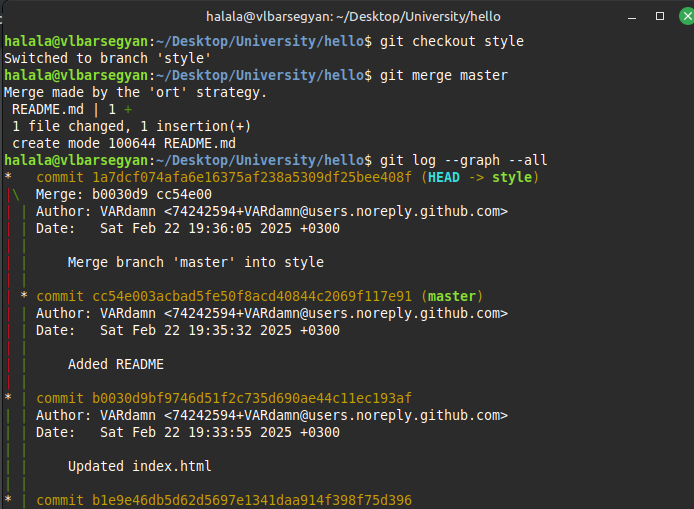 halala@vlbarsegyan: ~/Desktop/University/hello
halala@vlbarsegyan:~/Desktop/University/hello$ git checkout style
Switched to branch 'style'
halala@vlbarsegyan:~/Desktop/University/hello$ git merge master
Merge made by the 'ort' strategy.
 README.md | 1 +
 1 file changed, 1 insertion(+)
 create mode 100644 README.md
halala@vlbarsegyan:~/Desktop/University/hello$ git log --graph --all
*   commit 1a7dcf074afa6e16375af238a5309df25bee408f (HEAD -> style)
|\  Merge: b0030d9 cc54e00
| | Author: VARdamn <74242594+VARdamn@users.noreply.github.com>
| | Date:   Sat Feb 22 19:36:05 2025 +0300
| |
| |     Merge branch 'master' into style
| |
| * commit cc54e003acbad5fe50f8acd40844c2069f117e91 (master)
| | Author: VARdamn <74242594+VARdamn@users.noreply.github.com>
| | Date:   Sat Feb 22 19:35:32 2025 +0300
| |
| |     Added README
| |
* | commit b0030d9bf9746d51f2c735d690ae44c11ec193af
| | Author: VARdamn <74242594+VARdamn@users.noreply.github.com>
| | Date:   Sat Feb 22 19:33:55 2025 +0300
| |
| |     Updated index.html
| |
* | commit b1e9e46db5d62d5697e1341daa914f398f75d396